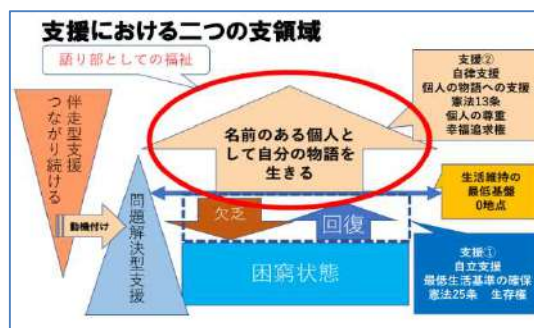 支援における二つの支領域
語り部としての福祉
伴走型支援
つながり続ける
動機付け
問題解決型支援
名前のある個人と
して自分の物語を
生きる
欠乏
回復
困窮状態
支援②
自律支援
個人の物語への支援
憲法13条
個人の尊重
幸福追求権
生活維持の
最低基盤
0地点
支援①
自立支援
最低生活基準の確保
憲法25条 生存権